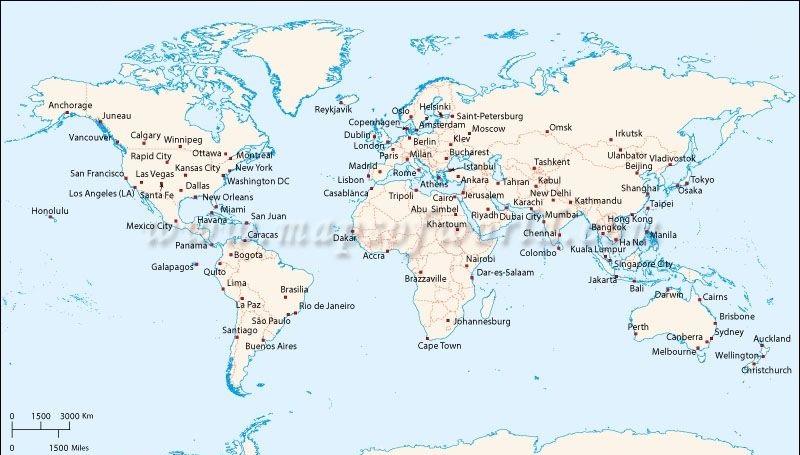 Anchorage
Juneau
Reykjavik
Oslo
Helsinki
Saint-Petersburg
Copenhagen
Amsterdam
Moscow
Omsk
Irkutsk
Dublin
London
Berlin
Kiev
Vancouver
Calgary
Winnipeg
Ottawa
Montreal
Paris
Milan
Bucharest
Ulanbator
Vladivostok
Rapid City
Kansas City
New York
Madrid
Rome
Istanbul
Tashkent
Beijing
San Francisco
Las Vegas
Washington DC
Lisbon
Athens
Ankara
Tahran
Kabul
Shanghai
Tokyo
Osaka
Los Angeles (LA)
Santa Fe
Dallas
New Orleans
Casablanca
Tripoli
Cairo
Jerusalem
New Delhi
Karachi
Kathmandu
Taipei
Honolulu
Miami
Havana
San Juan
Abu Simbel
Riyadh
Dubai City
Mumbai
Hong Kong
Mexico City
Khartoum
Chennai
Bangkok
Manila
Panama
Caracas
Dakar
Ha Noi
www.mapsofworld.com
Bogota
Accra
Colombo
Kuala Lumpur
Galapagos
Quito
Nairobi
Singapore City
Lima
Brazzaville
Dar-es-Salaam
Jakarta
Bali
Darwin
Cairns
La Paz
Brasilia
Rio de Janeiro
São Paulo
Johannesburg
Brisbane
Santiago
Buenos Aires
Cape Town
Perth
Canberra
Sydney
Melbourne
Auckland
Wellington
Christchurch
0 1500 3000 Km
0 1500 Miles